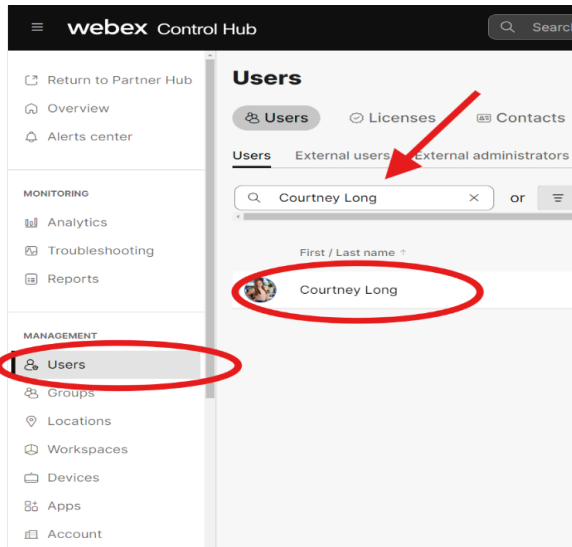 webex Control Hub
Search
Return to Partner Hub
Overview
Alerts center
MONITORING
Analytics
Troubleshooting
Reports
MANAGEMENT
Users
Groups
Locations
Workspaces
Devices
Apps
Account
Users
Users Licenses Contacts
Users External users External administrators
Courtney Long or
First / Last name
Courtney Long